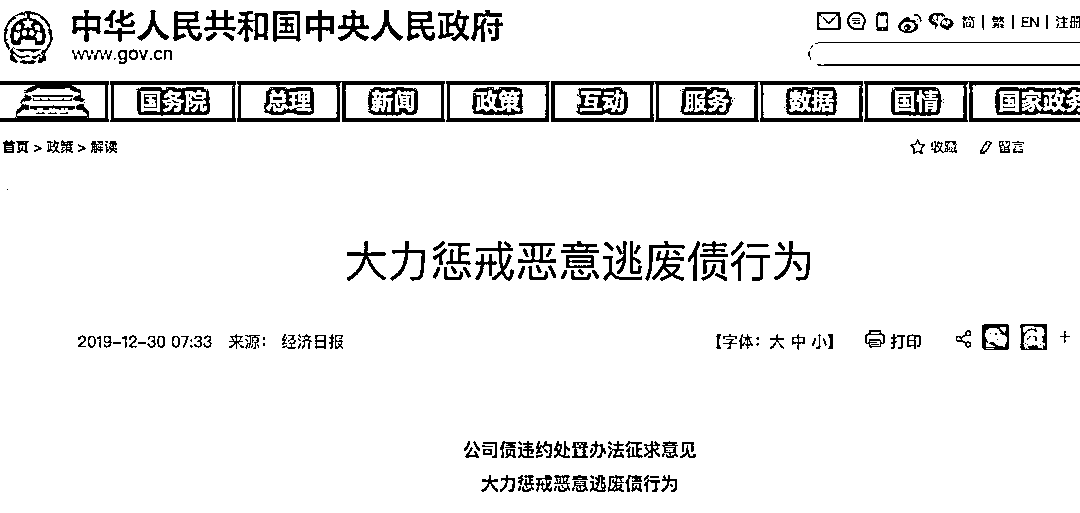 中华人民共和国中央人民政府
www.gov.cn
简 | 繁 | EN | 注册
国务院 总理 新闻 政策 互动 服务 数据 国情 国家政务
首页 > 政策 > 解读
收藏 留言
大力惩戒恶意逃废债行为
2019-12-30 07:33 来源： 经济日报
【字体：大 中 小】 打印
公司债违约处置办法征求意见
大力惩戒恶意逃废债行为